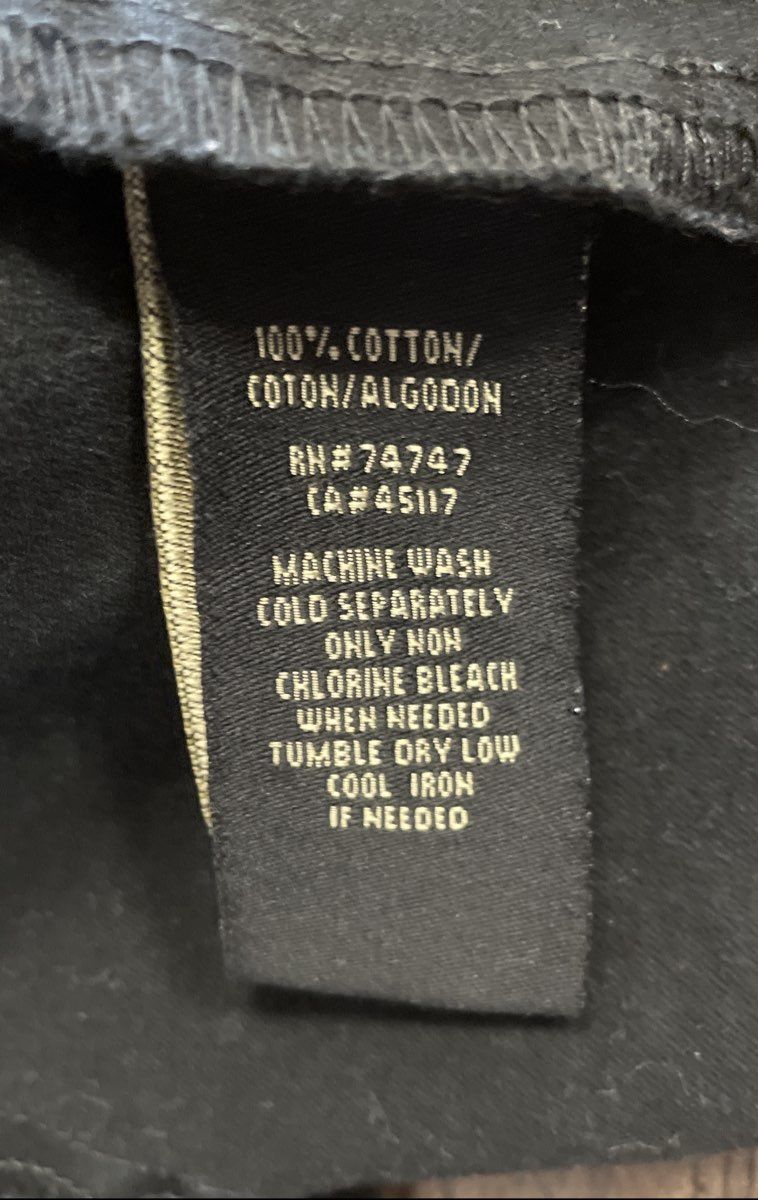 100% COTTON/
COTON/ALGODON
RN# 74747
CA#45117
MACHINE WASH
COLD SEPARATELY
ONLY NON
CHLORINE BLEACH
WHEN NEEDED
TUMBLE DRY LOW
COOL IRON
IF NEEDED